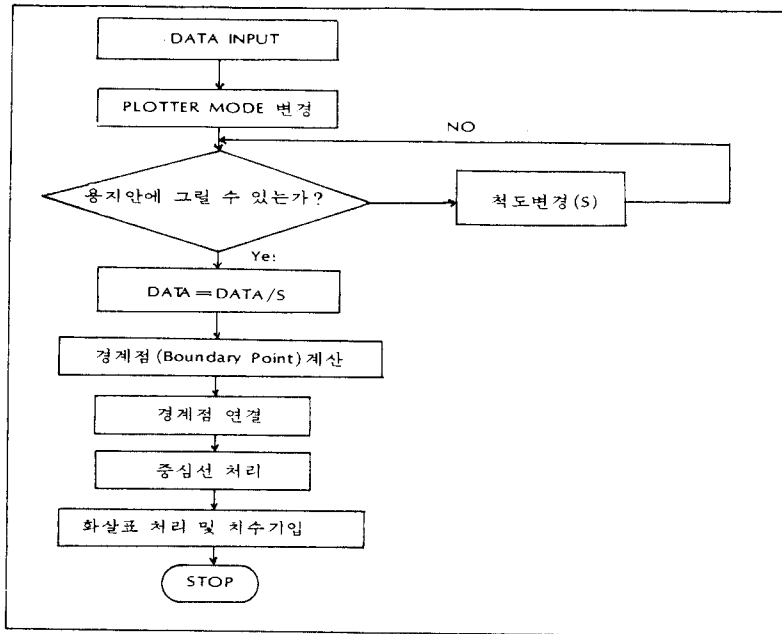 DATA INPUT
PLOTTER MODE 변경
NO
용지안에 그릴 수 있는가?
척도변경(S)
Yes
DATA=DATA/S
경계점(Boundary Point)계산
경계점 연결
중심선 처리
화살표 처리 및 치수기입
STOP